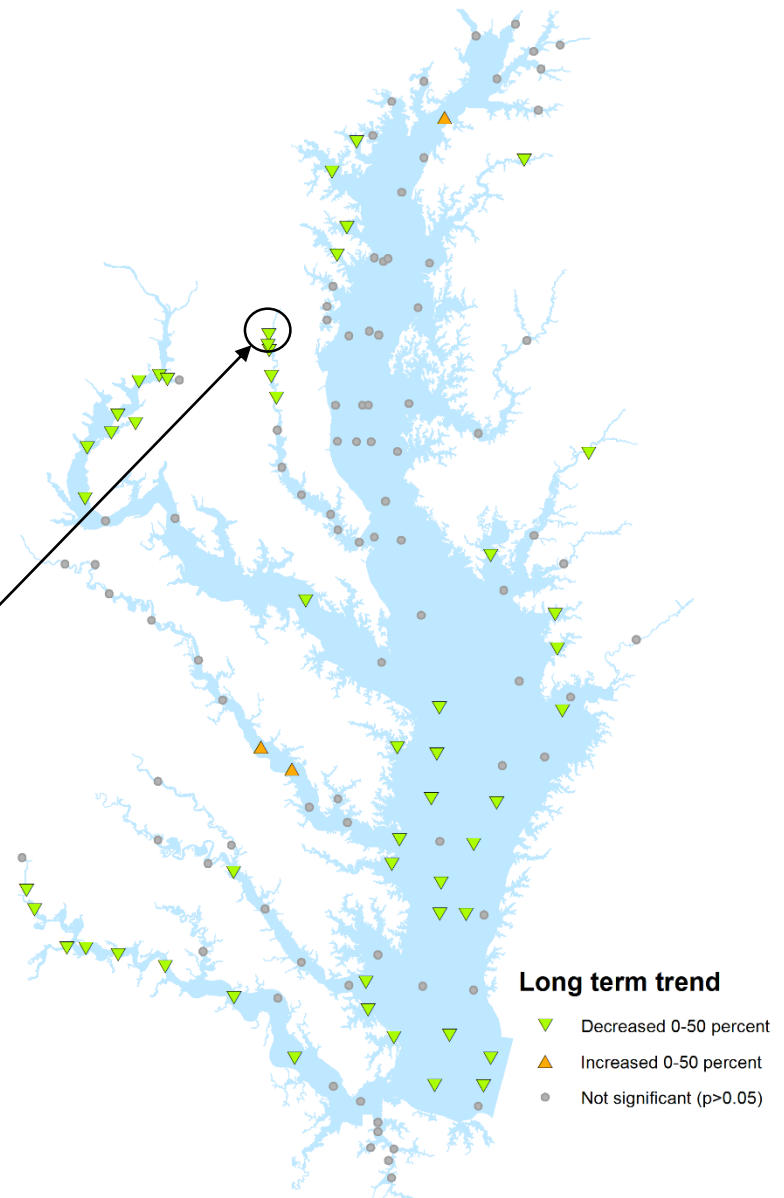 Long term trend
Decreased 0-50 percent
Increased 0-50 percent
Not significant (p>0.05)